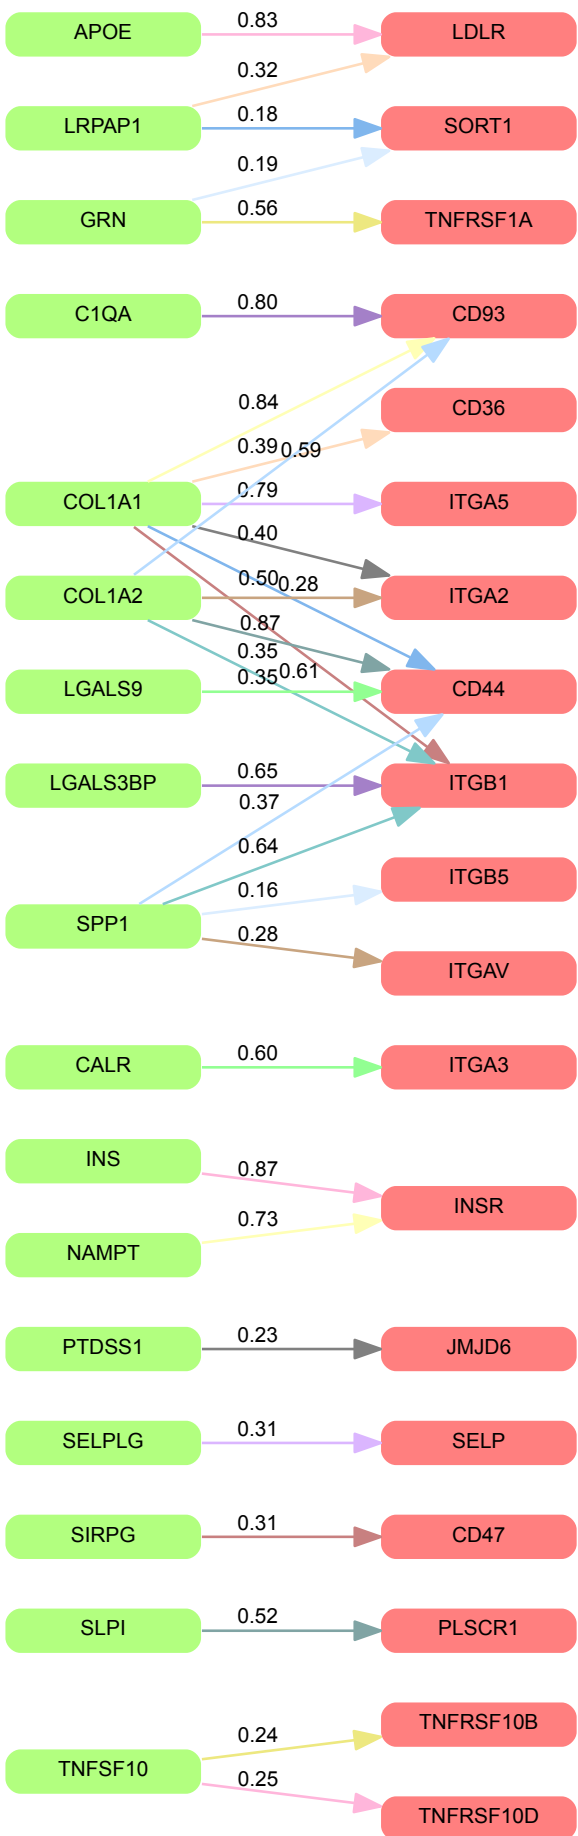 APOE 0.83 LDLR
0.32
LRPAP1 0.18 SORT1
0.19
GRN 0.56 TNFRSF1A
C1QA 0.80 CD93
0.84 CD36
0.39 0.59
COL1A1 0.79 ITGA5
0.40
COL1A2 0.50 0.28 ITGA2
0.87
0.35
LGALS9 0.35 0.61 CD44
LGALS3BP 0.65 ITGB1
0.37
0.64
0.16 ITGB5
SPP1 0.28
ITGAV
CALR 0.60 ITGA3
INS 0.87
INSR
NAMPT 0.73
PTDSS1 0.23 JMJD6
SELPLG 0.31 SELP
SIRPG 0.31 CD47
SLPI 0.52 PLSCR1
0.24 TNFRSF10B
TNFSF10 0.25
TNFRSF10D